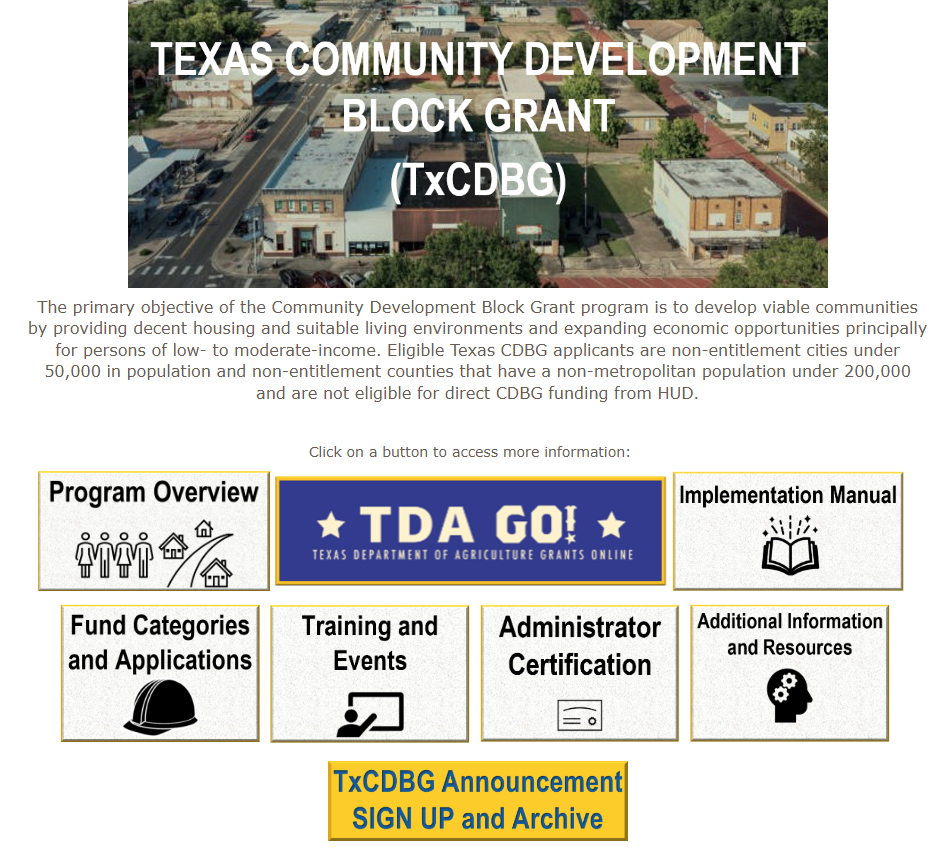 TEXAS COMMUNITY DEVELOPMENT
BLOCK GRANT
(TxCDBG)
The primary objective of the Community Development Block Grant program is to develop viable communities
by providing decent housing and suitable living environments and expanding economic opportunities principally
for persons of low- to moderate-income. Eligible Texas CDBG applicants are non-entitlement cities under
50,000 in population and non-entitlement counties that have a non-metropolitan population under 200,000
and are not eligible for direct CDBG funding from HUD.
Click on a button to access more information:
Program Overview
TDA GO!
TEXAS DEPARTMENT OF AGRICULTURE GRANTS ONLINE
Implementation Manual
Fund Categories
and Applications
Training and
Events
Administrator
Certification
Additional Information
and Resources
TxCDBG Announcement
SIGN UP and Archive